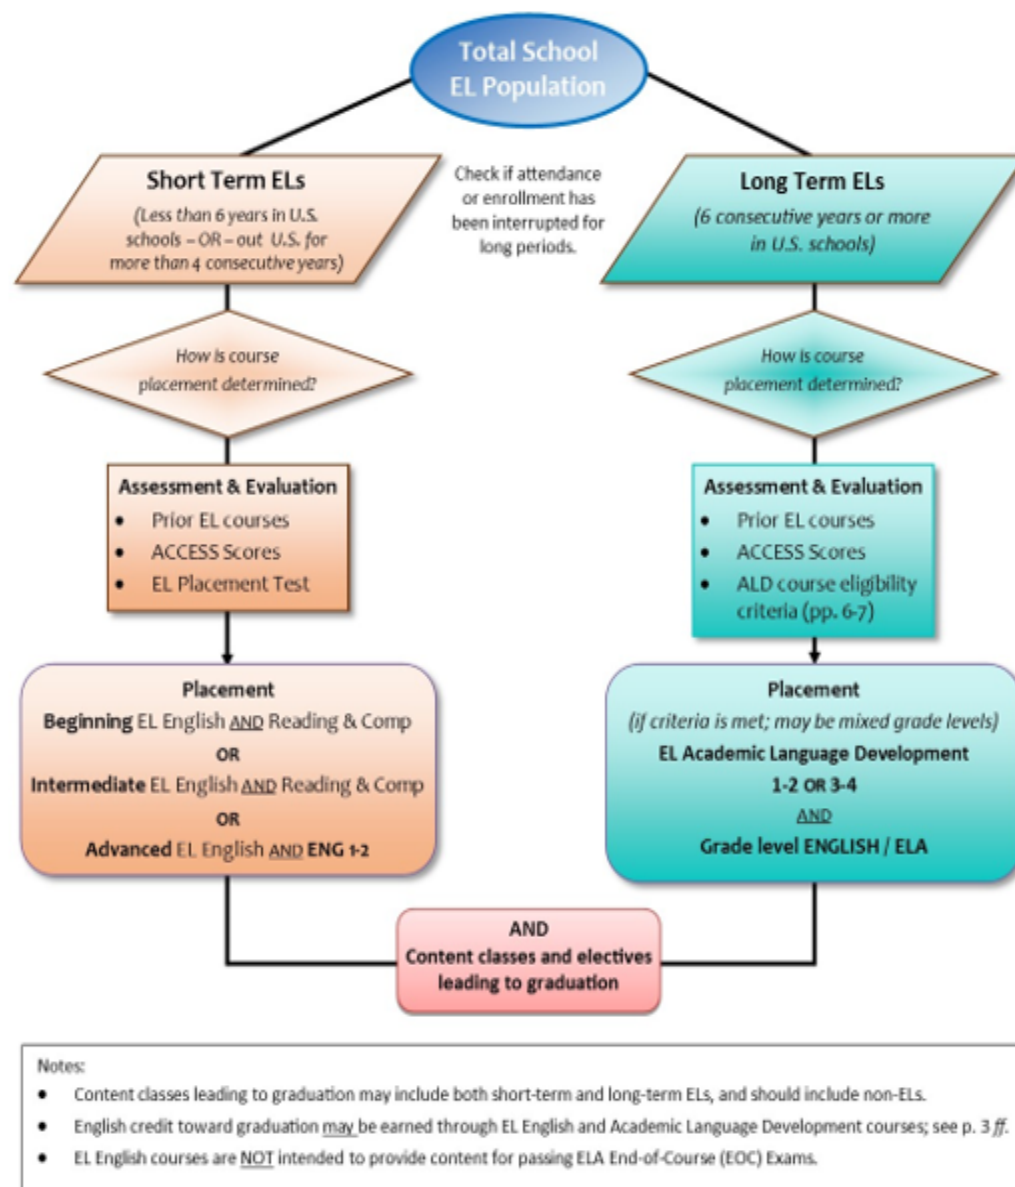 Total School
EL Population
Short Term ELs
(Less than 6 years in U.S.
schools – OR – out U.S. for
more than 4 consecutive years)
Check if attendance
or enrollment has
been interrupted for
long periods.
Long Term ELs
(6 consecutive years or more
in U.S. schools)
How is course
placement determined?
How is course
placement determined?
Assessment & Evaluation
• Prior EL courses
• ACCESS Scores
• EL Placement Test
Assessment & Evaluation
• Prior EL courses
• ACCESS Scores
• ALD course eligibility
criteria (pp. 6-7)
Placement
Beginning EL English AND Reading & Comp
OR
Intermediate EL English AND Reading & Comp
OR
Advanced EL English AND ENG 1-2
Placement
(if criteria is met; may be mixed grade levels)
EL Academic Language Development
1-2 OR 3-4
AND
Grade level ENGLISH / ELA
AND
Content classes and electives
leading to graduation
Notes:
• Content classes leading to graduation may include both short-term and long-term ELs, and should include non-ELs.
• English credit toward graduation may be earned through EL English and Academic Language Development courses; see p. 3 ff.
• EL English courses are NOT intended to provide content for passing ELA End-of-Course (EOC) Exams.